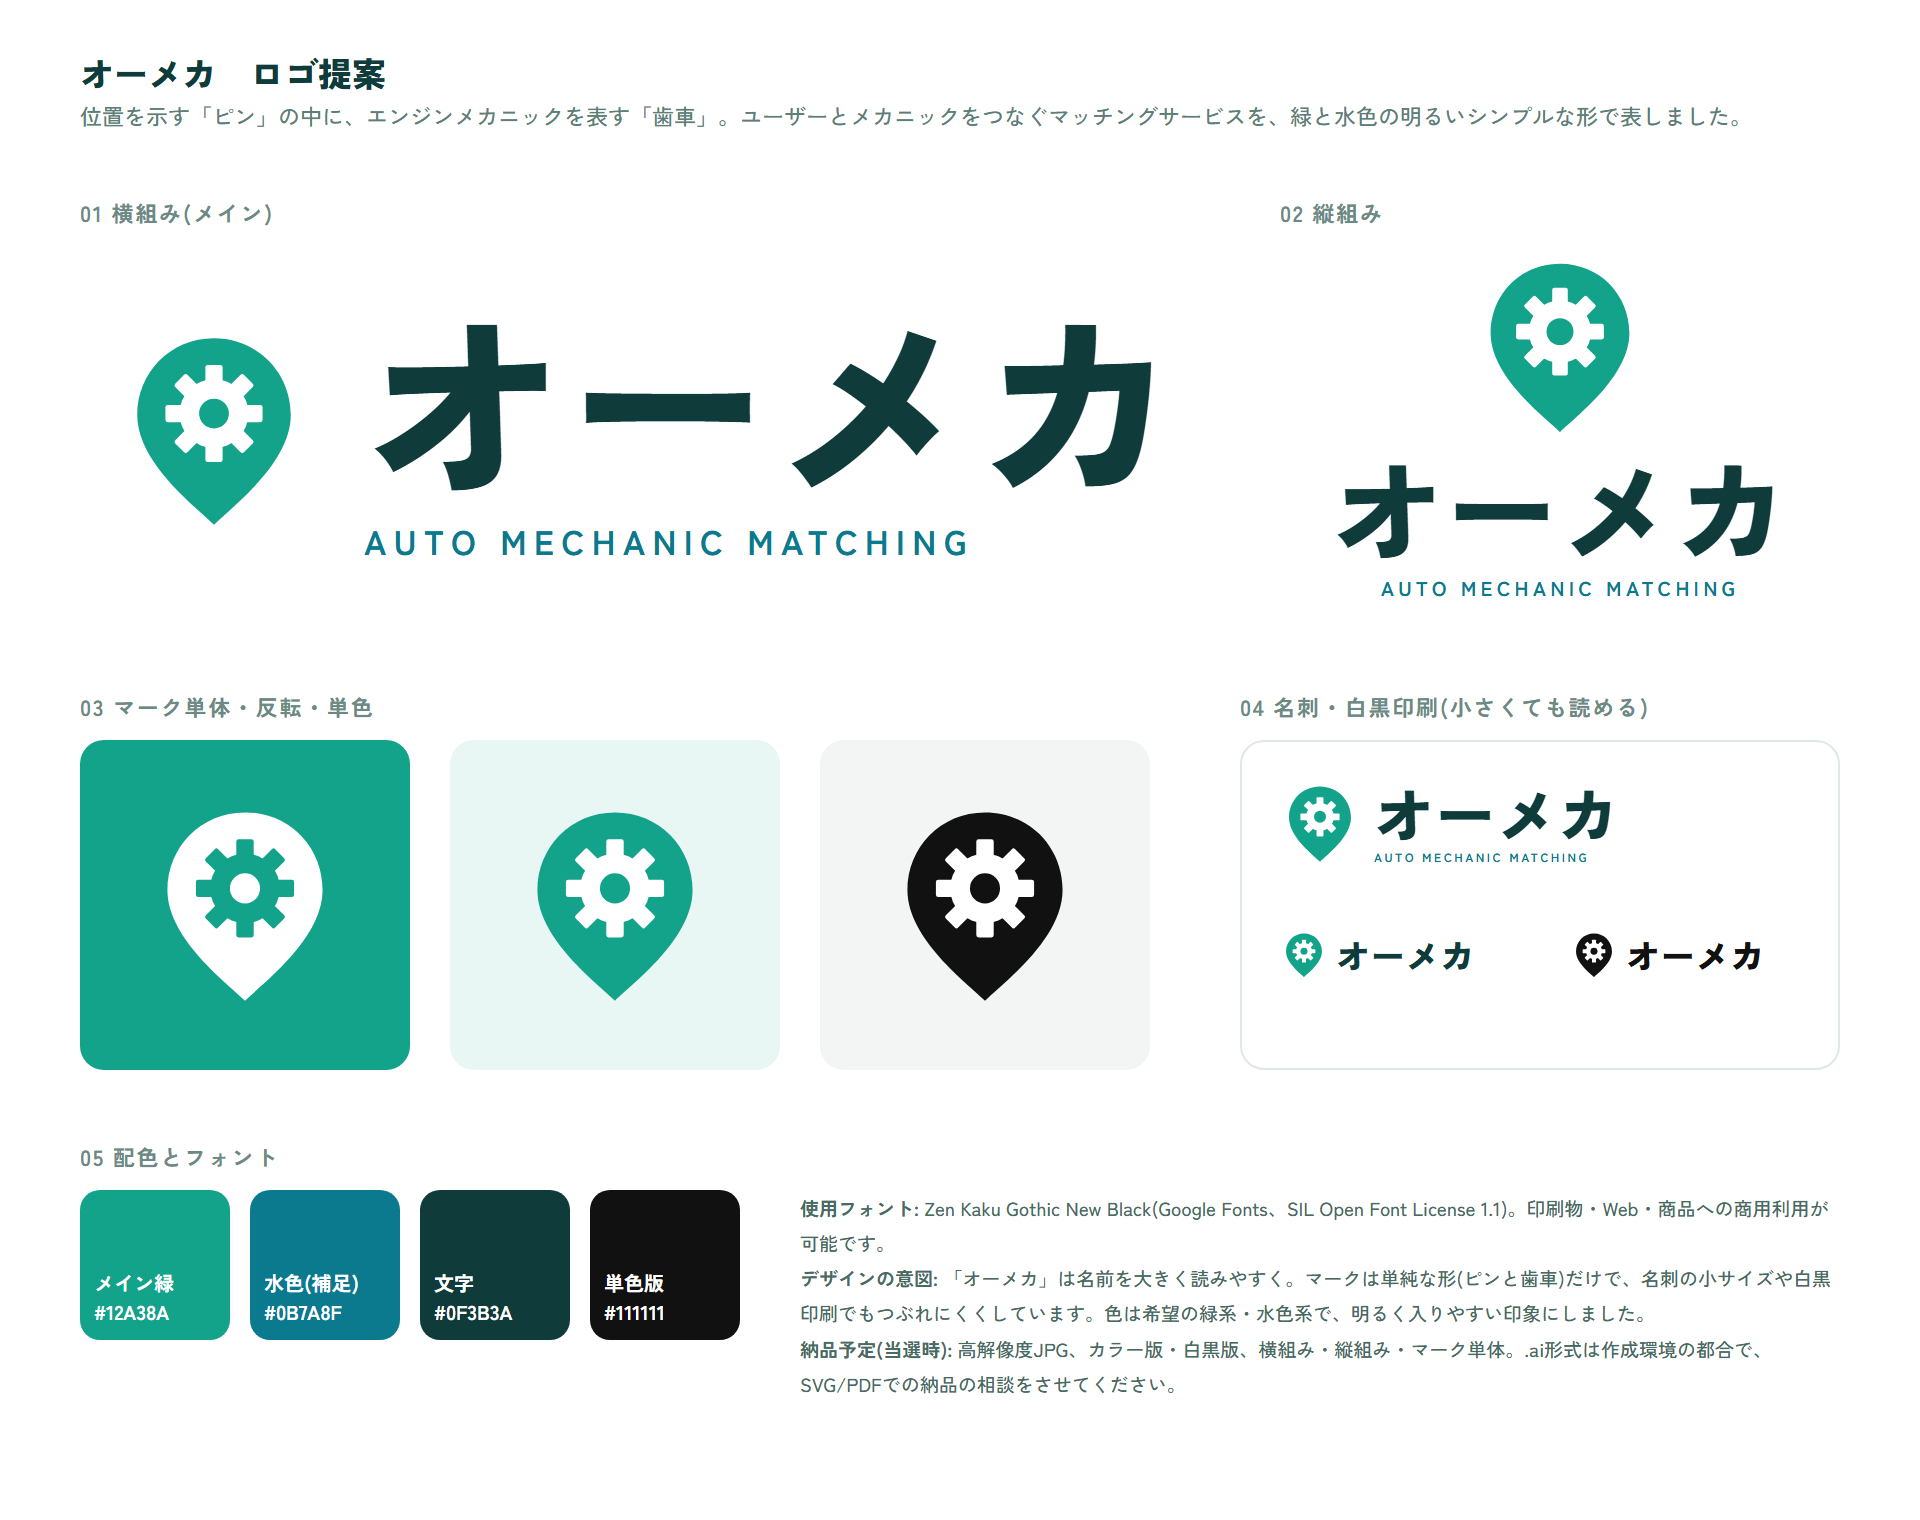 オーメカ　ロゴ提案
位置を示す「ピン」の中に、エンジンメカニックを表す「歯車」。ユーザーとメカニックをつなぐマッチングサービスを、緑と水色の明るいシンプルな形で表しました。
01 横組み(メイン)
オーメカ
AUTO MECHANIC MATCHING
02 縦組み
オーメカ
AUTO MECHANIC MATCHING
03 マーク単体・反転・単色
04 名刺・白黒印刷(小さくても読める)
オーメカ
AUTO MECHANIC MATCHING
オーメカ
オーメカ
05 配色とフォント
メイン緑
#12A38A
水色(補足)
#0B7A8F
文字
#0F3B3A
単色版
#111111
使用フォント: Zen Kaku Gothic New Black(Google Fonts、SIL Open Font License 1.1)。印刷物・Web・商品への商用利用が
可能です。
デザインの意図: 「オーメカ」は名前を大きく読みやすく。マークは単純な形(ピンと歯車)だけで、名刺の小サイズや白黒
印刷でもつぶれにくくしています。色は希望の緑系・水色系で、明るく入りやすい印象にしました。
納品予定(当選時): 高解像度JPG、カラー版・白黒版、横組み・縦組み・マーク単体。.ai形式は作成環境の都合で、
SVG/PDFでの納品の相談をさせてください。